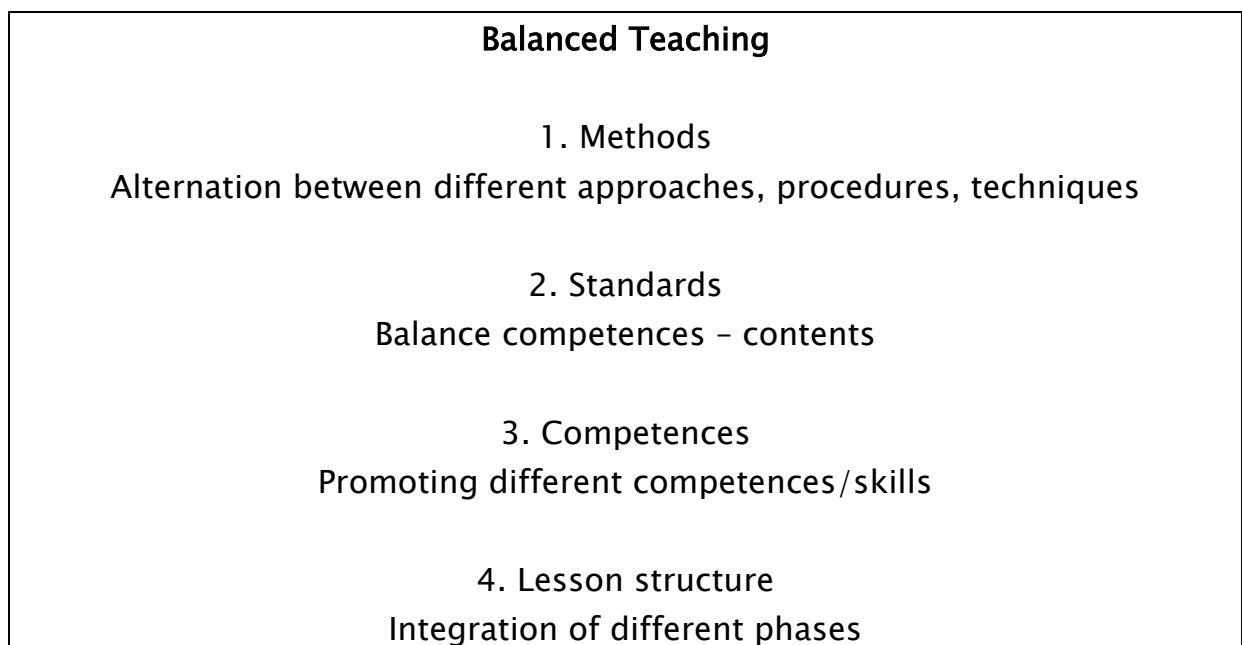 Balanced Teaching
1. Methods
Alternation between different approaches, procedures, techniques
2. Standards
Balance competences – contents
3. Competences
Promoting different competences/skills
4. Lesson structure
Integration of different phases